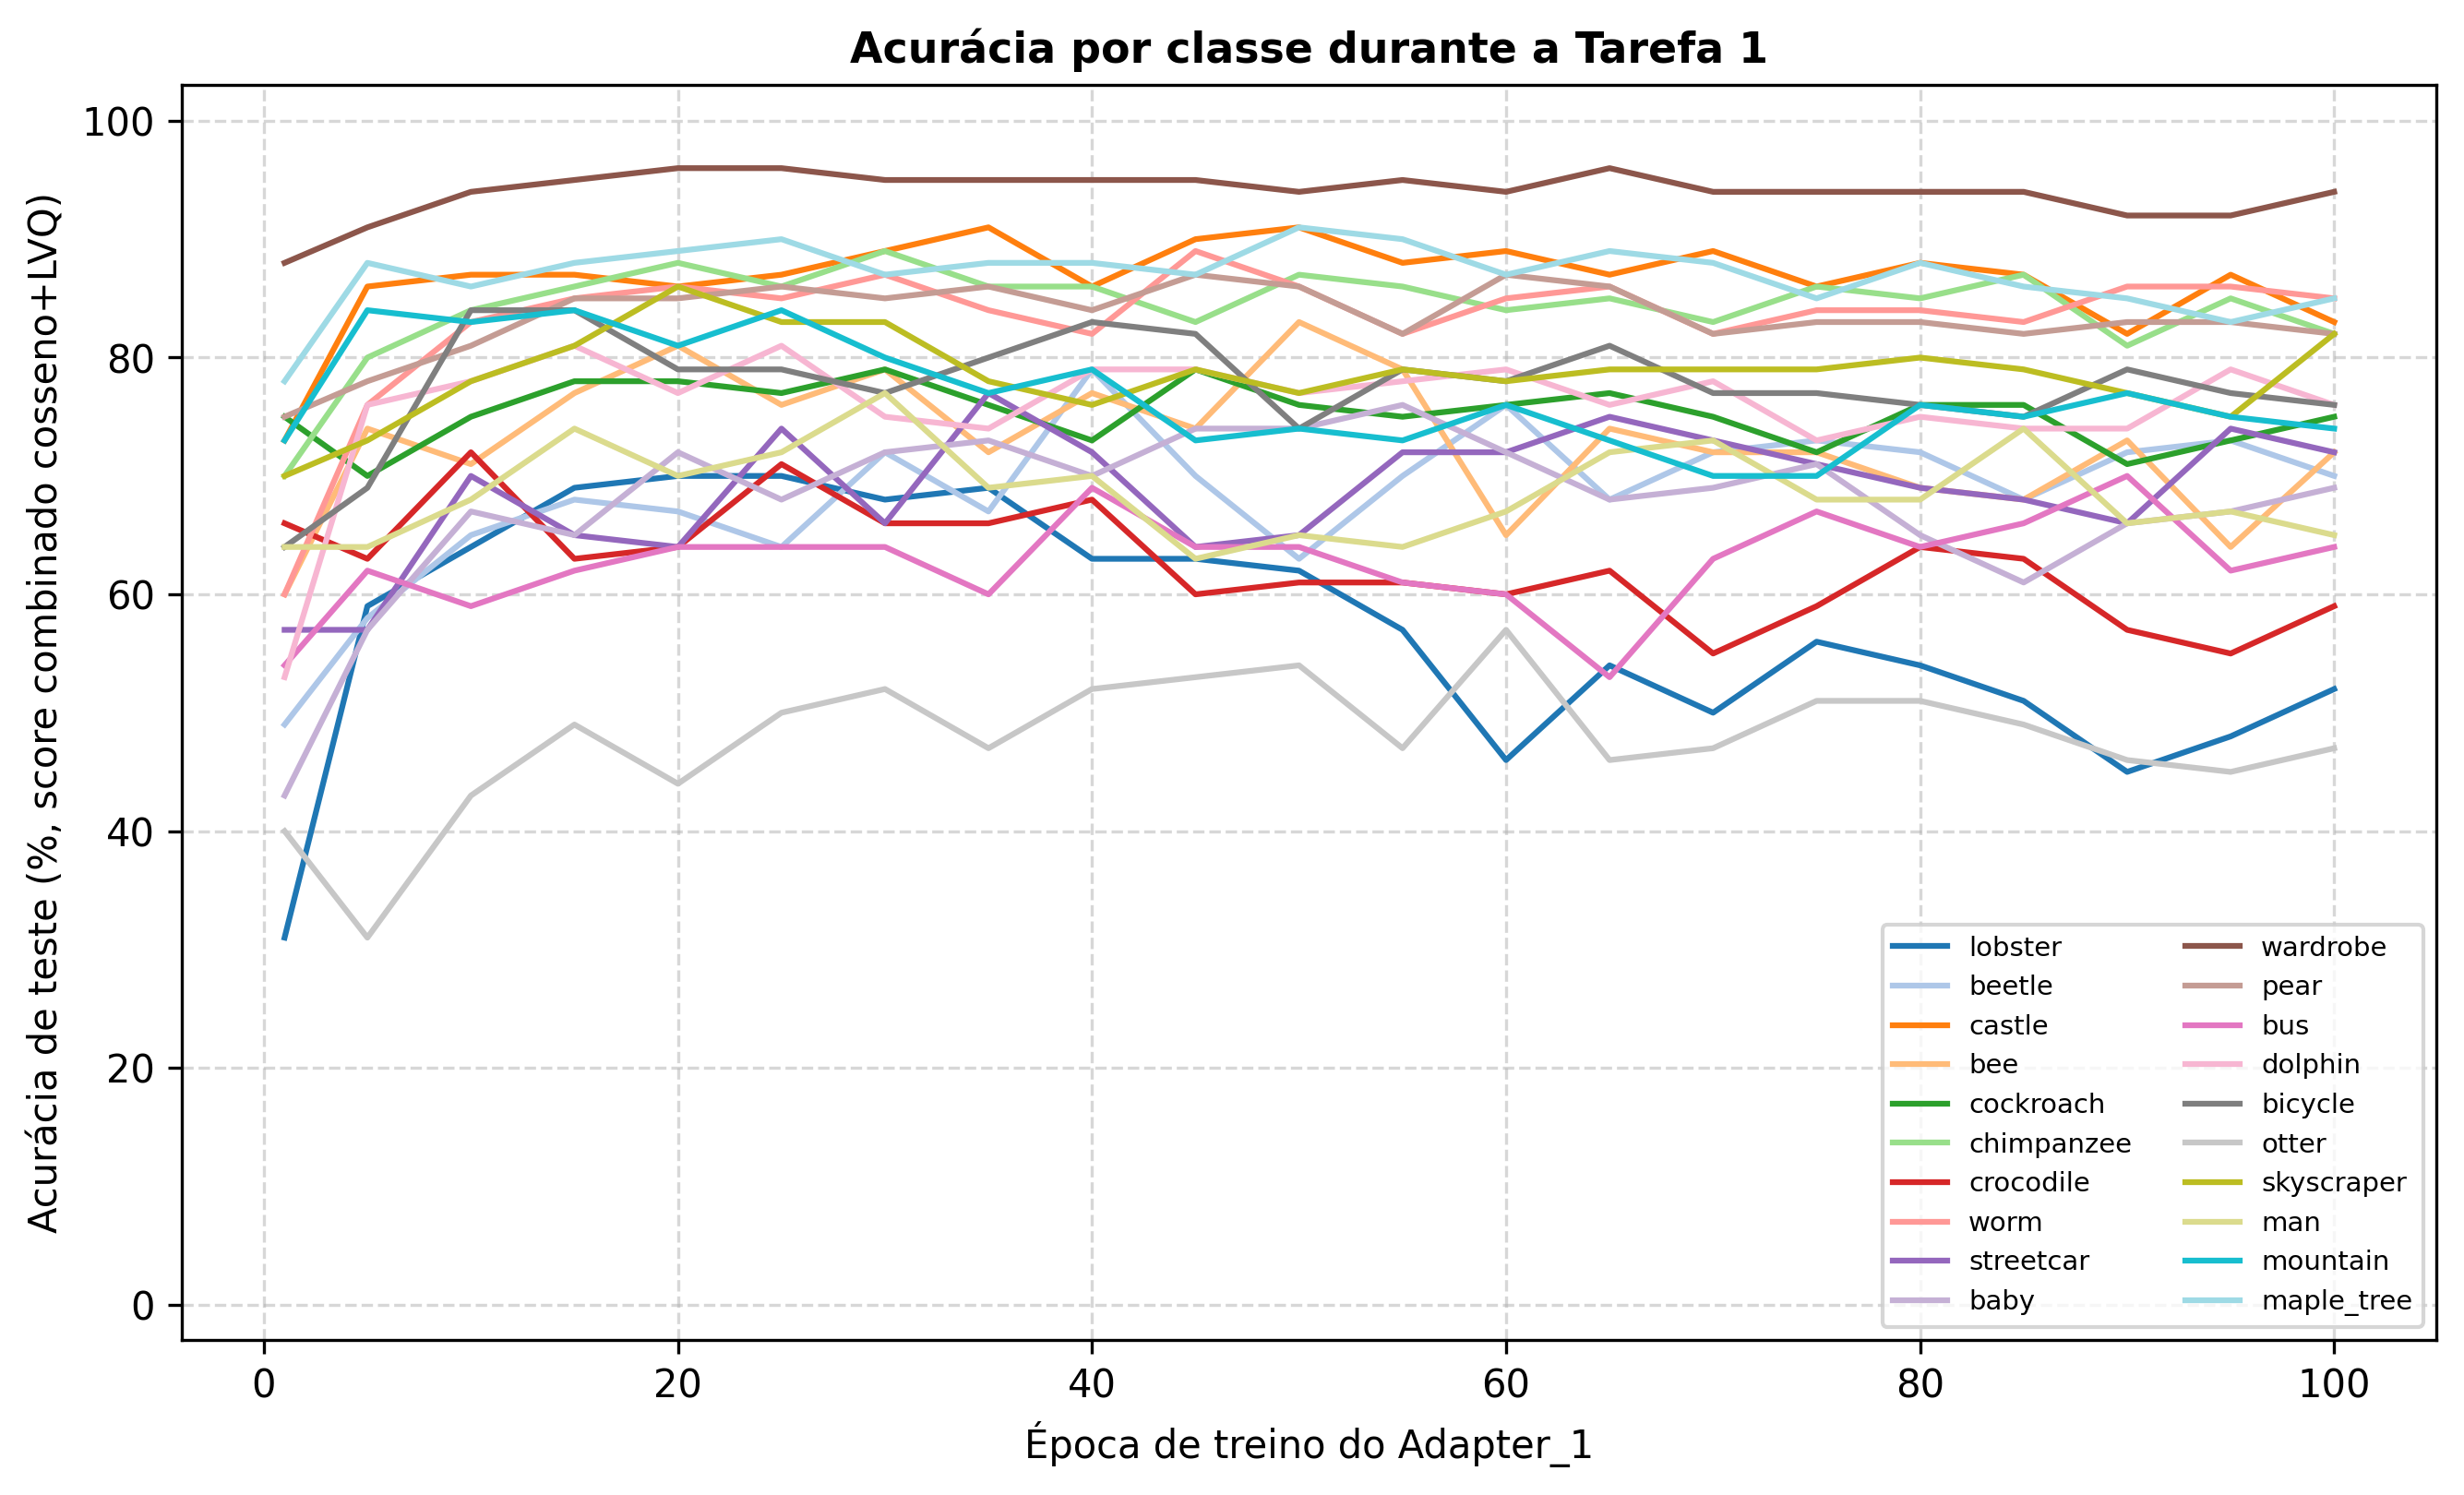 Acurácia por classe durante a Tarefa 1
Acurácia de teste (%, score combinado cosseno+LVQ)
100
80
60
40
20
0
lobster
beetle
castle
bee
cockroach
chimpanzee
crocodile
worm
streetcar
baby
wardrobe
pear
bus
dolphin
bicycle
otter
skyscraper
man
mountain
maple_tree
0 20 40 60 80 100
Época de treino do Adapter_1